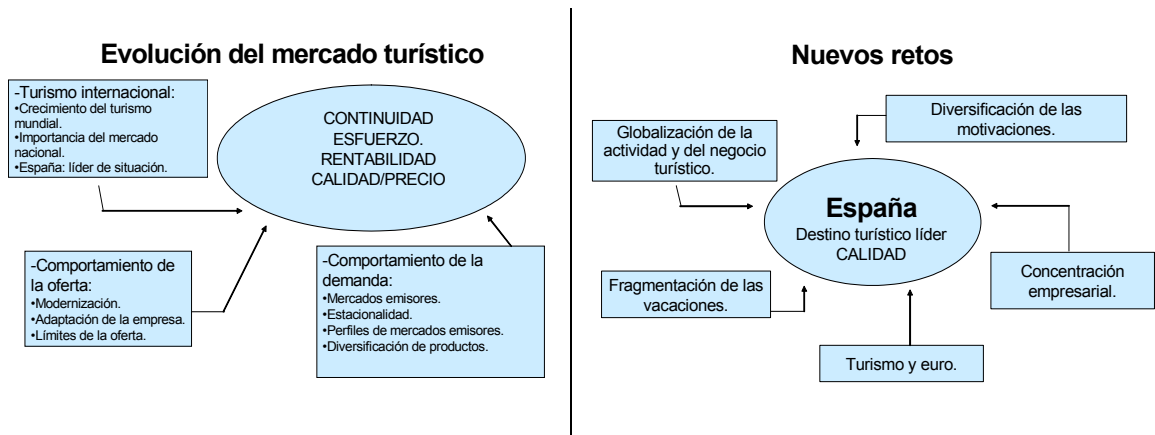 Evolución del mercado turístico
-Turismo internacional:
•Crecimiento del turismo
mundial.
•Importancia del mercado
nacional.
•España: líder de situación.
CONTINUIDAD
ESFUERZO.
RENTABILIDAD
CALIDAD/PRECIO
-Comportamiento de
la oferta:
•Modernización.
•Adaptación de la empresa.
•Límites de la oferta.
-Comportamiento de la
demanda:
•Mercados emisores.
•Estacionalidad.
•Perfiles de mercados emisores.
•Diversificación de productos.
Nuevos retos
Diversificación de las
motivaciones.
Globalización de la
actividad y del negocio
turístico.
España
Destino turístico líder
CALIDAD
Fragmentación de las
vacaciones.
Concentración
empresarial.
Turismo y euro.